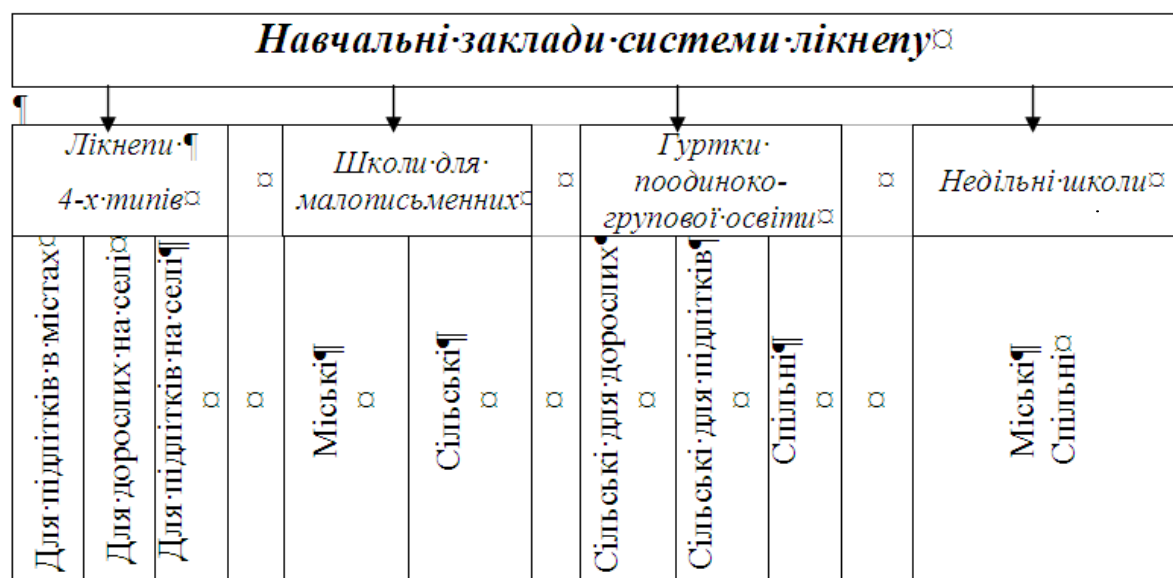 Навчальні·заклади·системи·лікнепу¤
¶
Лікнепи·¶
4-х·типів¤
¤
Школи·для·
малописьменних¤
¤
Гуртки·
поодиноко-
групової·освіти¤
¤
Недільні·школи¤
Для·підлітків·в·містах¤
Для·дорослих·на·селі¤
Для·підлітків·на·селі¶
¤
¤
Міські¶
¤
Сільські¶
¤
¤
Сільські·для·дорослих¶
¤
Сільські·для·підлітків¶
¤
Спільні¶
¤
¤
Міські¶
Спільні¤